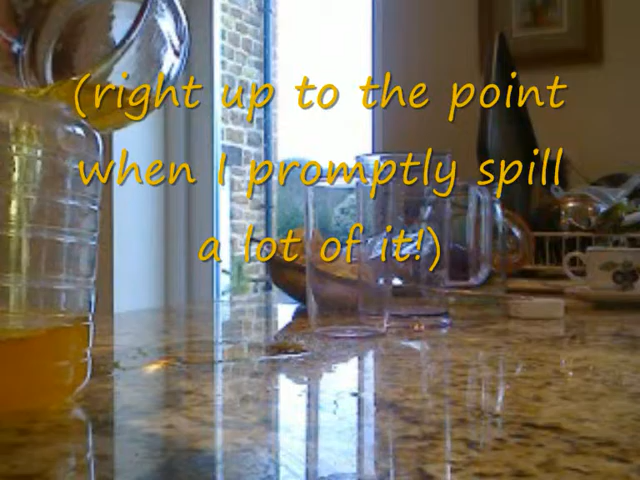 (right up to the point
when I promptly spill
a lot of it!)